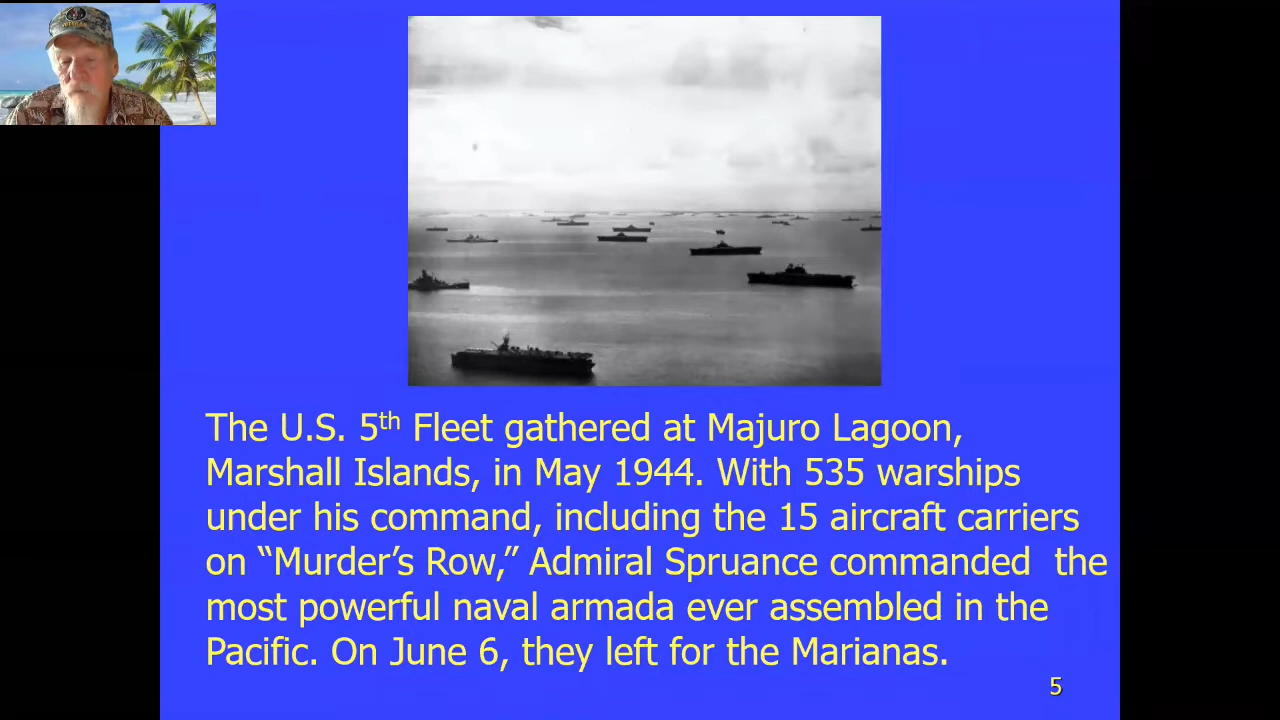 The U.S. 5th Fleet gathered at Majuro Lagoon,
Marshall Islands, in May 1944. With 535 warships
under his command, including the 15 aircraft carriers
on “Murder’s Row,” Admiral Spruance commanded  the
most powerful naval armada ever assembled in the
Pacific. On June 6, they left for the Marianas.
5